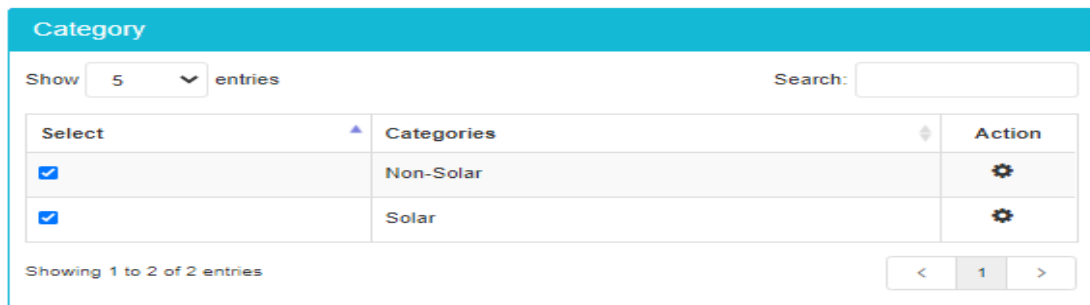 Category
Show 5 entries Search:
Select Categories Action
Non-Solar
Solar
Showing 1 to 2 of 2 entries < 1 >